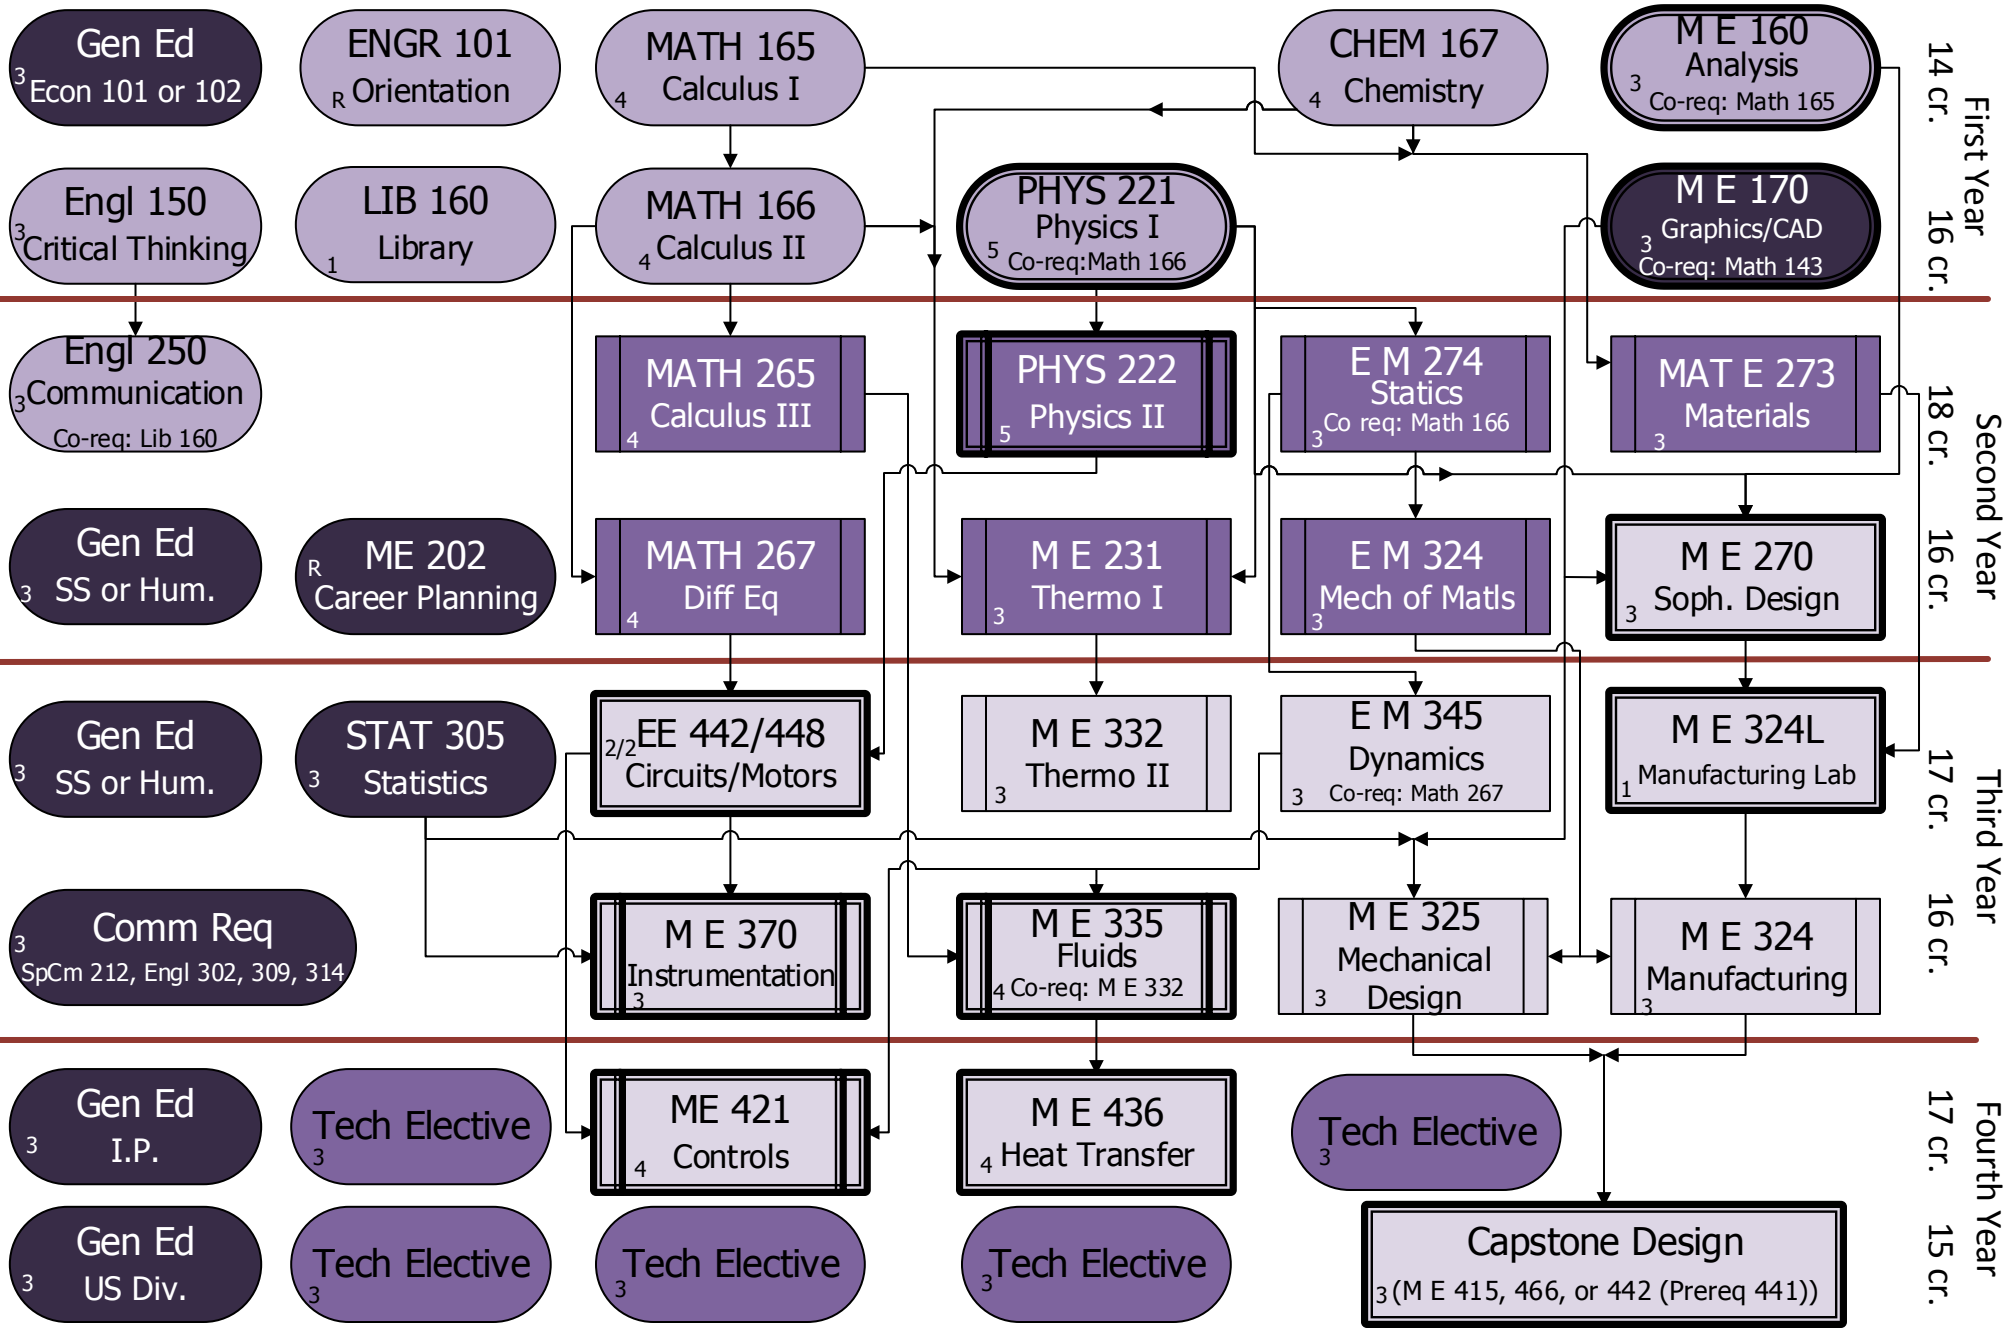 Gen Ed
3
Econ 101 or 102
ENGR 101
R Orientation
MATH 165
Calculus I
4
CHEM 167
4 Chemistry
M E 160
Analysis
3
Co-req: Math 165
14 cr.
First Year
Engl 150
3
Critical Thinking
LIB 160
Library
1
MATH 166
Calculus II
4
PHYS 221
Physics I
5 Co-req:Math 166
M E 170
Graphics/CAD
3
Co-req: Math 143
16 cr.
Engl 250
3Communication
Co-req: Lib 160
MATH 265
Calculus III
4
PHYS 222
Physics II
5
E M 274
Statics
3Co req: Math 166
MAT E 273
Materials
3
18 cr.
Second Year
Gen Ed
3 SS or Hum.
R
ME 202
Career Planning
MATH 267
Diff Eq
4
M E 231
Thermo I
3
E M 324
Mech of Matls
3
M E 270
Soph. Design
3
16 cr.
Gen Ed
3 SS or Hum.
STAT 305
3 Statistics
2/2 EE 442/448
Circuits/Motors
M E 332
Thermo II
3
E M 345
Dynamics
3 Co-req: Math 267
M E 324L
Manufacturing Lab
1
17 cr.
Third Year
Comm Req
3
SpCm 212, Engl 302, 309, 314
M E 370
Instrumentation
3
M E 335
Fluids
4 Co-req: M E 332
M E 325
Mechanical
3 Design
M E 324
Manufacturing
3
16 cr.
Gen Ed
3 I.P.
Tech Elective
3
ME 421
Controls
4
M E 436
4 Heat Transfer
Tech Elective
3
17 cr.
Fourth Year
Gen Ed
3 US Div.
Tech Elective
3
Tech Elective
3
Tech Elective
3
Capstone Design
3 (M E 415, 466, or 442 (Prereq 441))
15 cr.